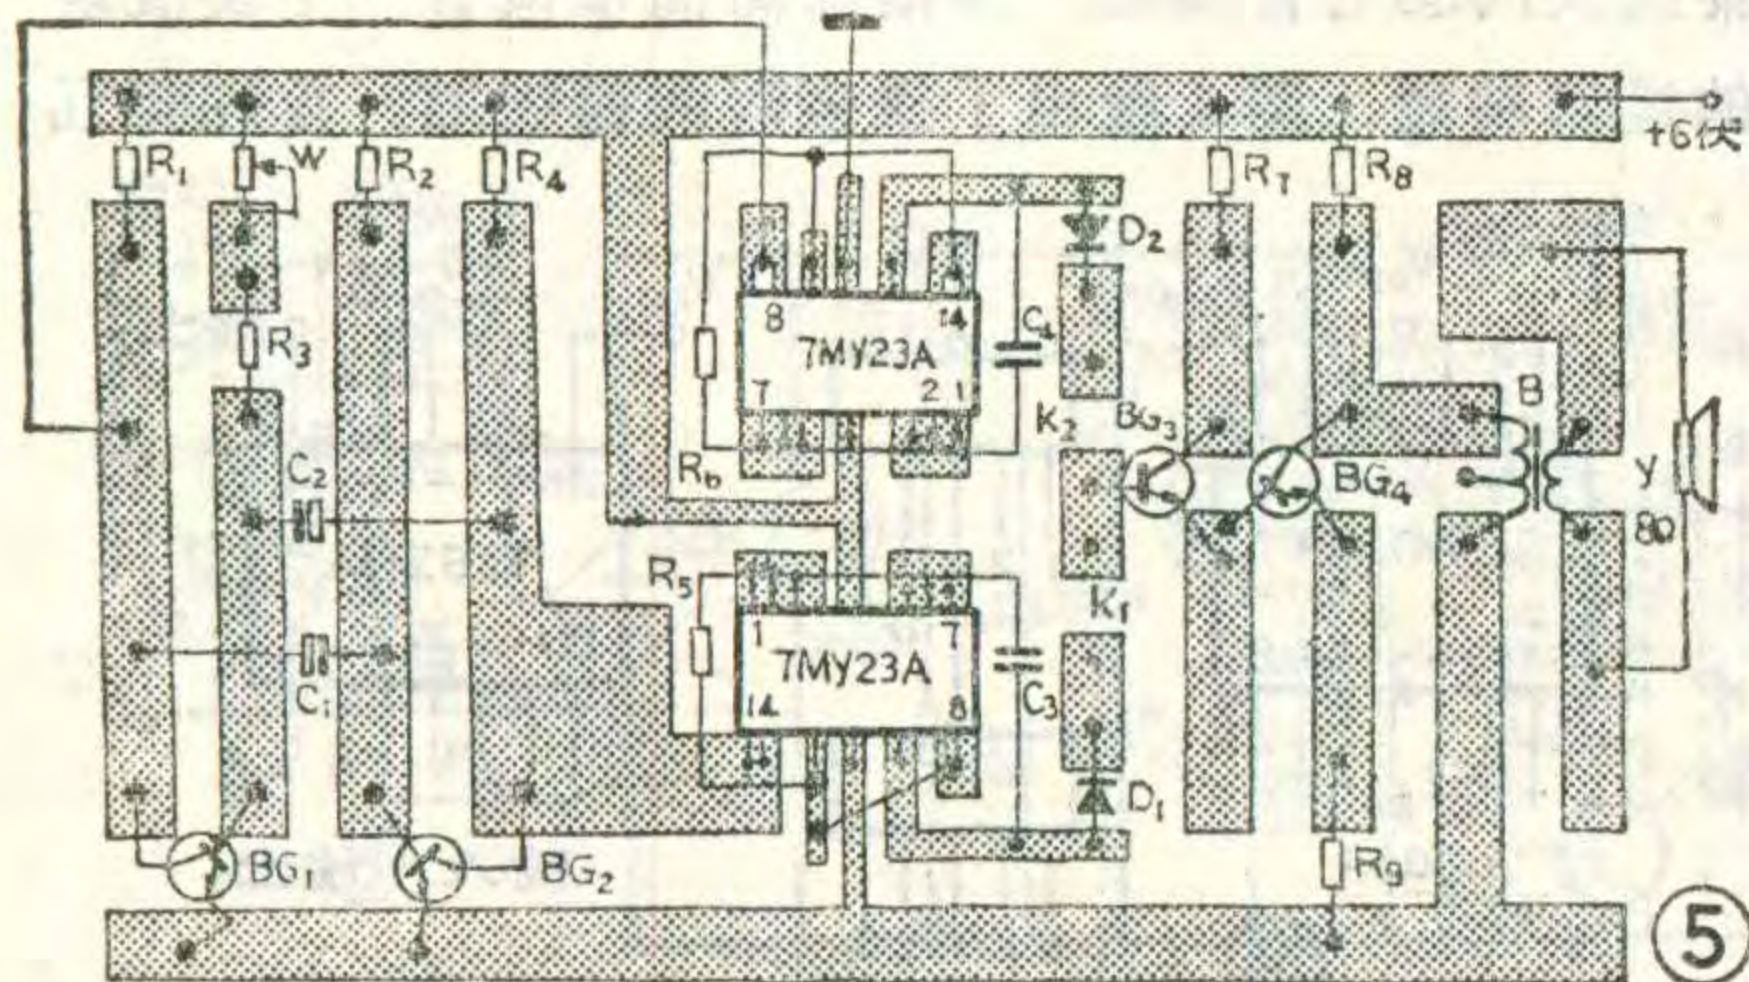 +6伏
R₁ W R₂ R₄ R₇ R₈
D₂
8 14
R₃ 7MY23A C₄
7 2 1
B
K₂ BG₃
C₂ R₆ BG₄ Y
8Ω
R₅ K₁
1 7
7MY23A
C₁ 14 8 C₃
D₁
BG₁ BG₂ R₉
5